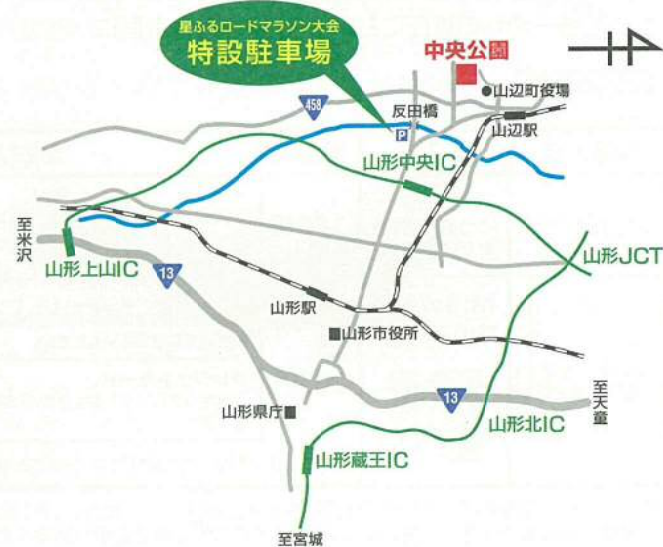 星ふるロードマラソン大会
特設駐車場
中央公園
458
反田橋
P
山辺町役場
山辺駅
山形中央IC
至米沢
山形上山IC
13
山形JCT
山形駅
山形市役所
至天童
13
山形県庁
山形北IC
山形蔵王IC
至宮城